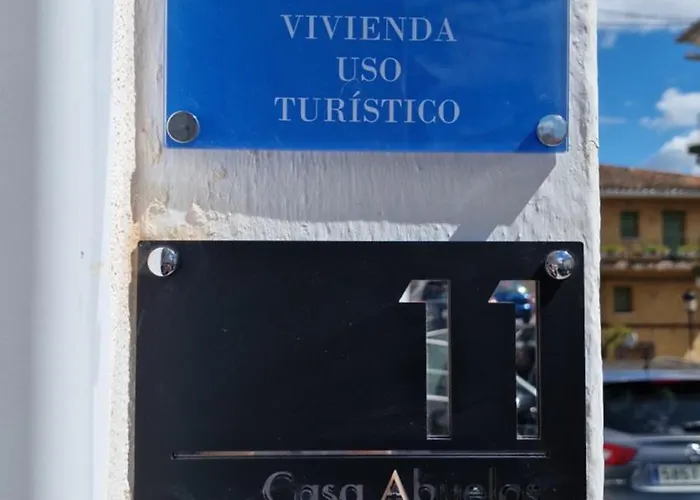 VIVIENDA
USO
TURÍSTICO
11
Casa Abuelos